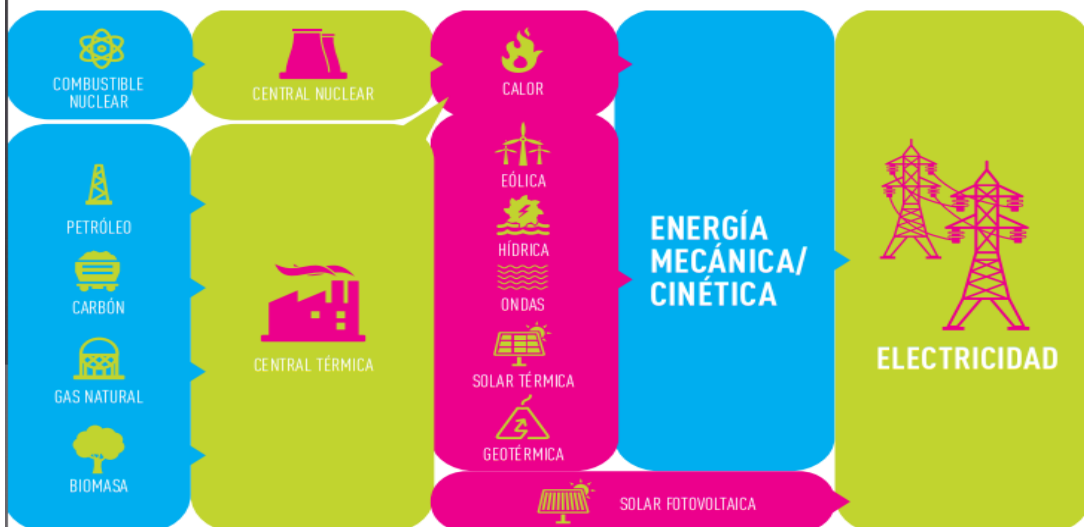 COMBUSTIBLE
NUCLEAR
CENTRAL NUCLEAR
CALOR
PETRÓLEO
CARBÓN
GAS NATURAL
BIOMASA
CENTRAL TÉRMICA
EÓLICA
HÍDRICA
ONDAS
SOLAR TÉRMICA
GEOTÉRMICA
ENERGÍA
MECÁNICA/
CINÉTICA
ELECTRICIDAD
SOLAR FOTOVOLTAICA